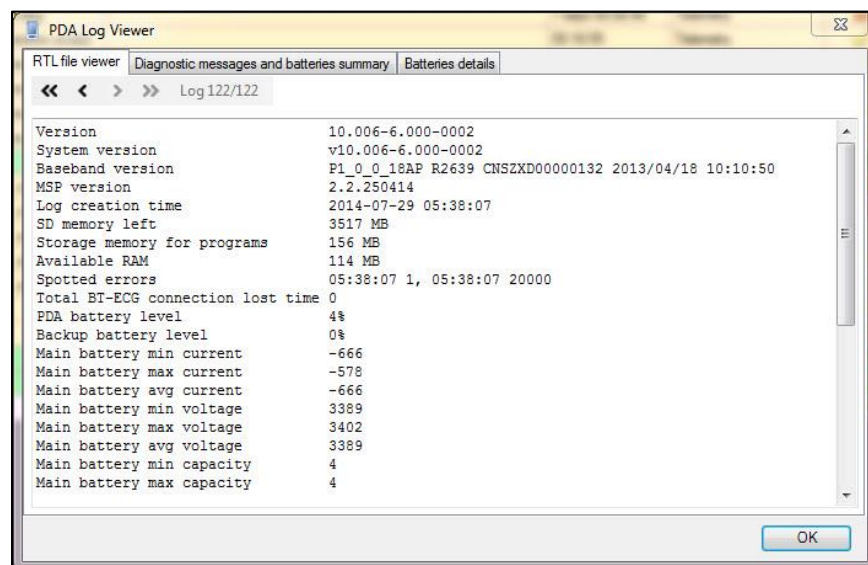 PDA Log Viewer
RTL file viewer Diagnostic messages and batteries summary Batteries details
Log 122/122
Version 10.006-6.000-0002
System version v10.006-6.000-0002
Baseband version P1_0_0_18AP R2639 CNSZXD00000132 2013/04/18 10:10:50
MSP version 2.2.250414
Log creation time 2014-07-29 05:38:07
SD memory left 3517 MB
Storage memory for programs 156 MB
Available RAM 114 MB
Spotted errors 05:38:07 1, 05:38:07 20000
Total BT-ECG connection lost time 0
PDA battery level 4%
Backup battery level 0%
Main battery min current -666
Main battery max current -578
Main battery avg current -666
Main battery min voltage 3389
Main battery max voltage 3402
Main battery avg voltage 3389
Main battery min capacity 4
Main battery max capacity 4
OK